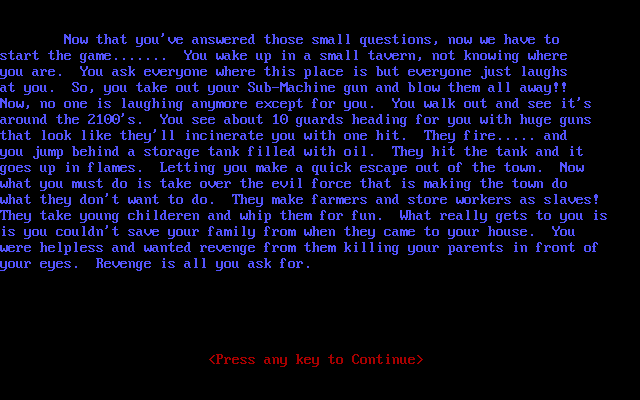 Now that you've answered those small questions, now we have to
start the game.......  You wake up in a small tavern, not knowing where
you are.  You ask everyone where this place is but everyone just laughs
at you.  So, you take out your Sub-Machine gun and blow them all away!!
Now, no one is laughing anymore except for you.  You walk out and see it's
around the 2100's.  You see about 10 guards heading for you with huge guns
that look like they'll incinerate you with one hit.  They fire..... and
you jump behind a storage tank filled with oil.  They hit the tank and it
goes up in flames.  Letting you make a quick escape out of the town.  Now
what you must do is take over the evil force that is making the town do
what they don't want to do.  They make farmers and store workers as slaves!
They take young childeren and whip them for fun.  What really gets to you is
is you couldn't save your family from when they came to your house.  You
were helpless and wanted revenge from them killing your parents in front of
your eyes.  Revenge is all you ask for.
<Press any key to Continue>